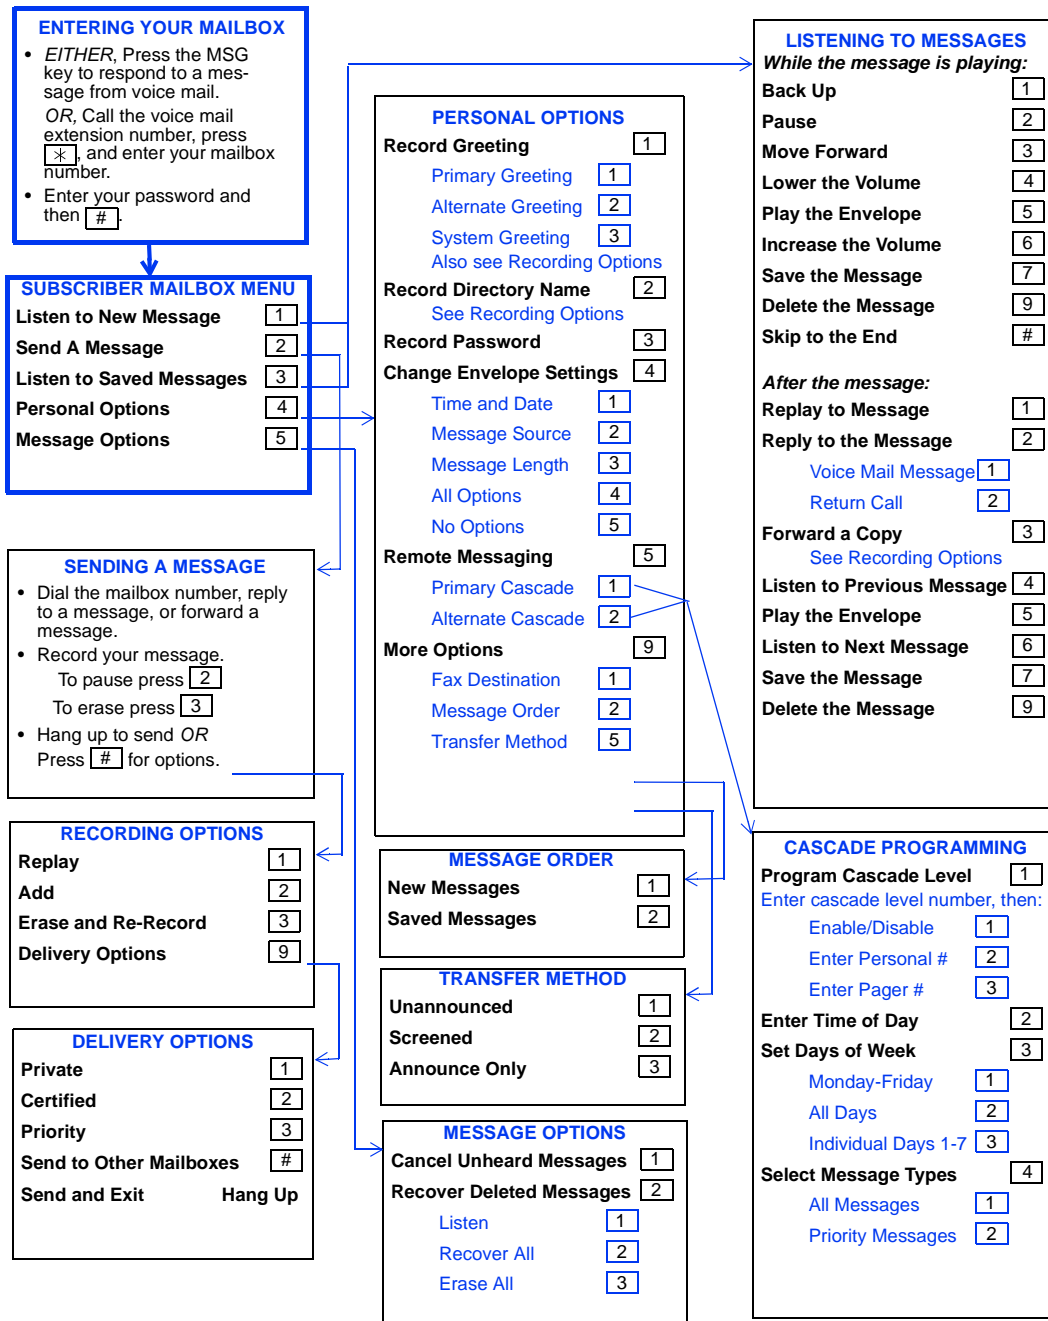 ENTERING YOUR MAILBOX
• EITHER, Press the MSG
key to respond to a mes-
sage from voice mail.
OR, Call the voice mail
extension number, press
*, and enter your mailbox
number.
• Enter your password and
then #.
SUBSCRIBER MAILBOX MENU
Listen to New Message 1
Send A Message 2
Listen to Saved Messages 3
Personal Options 4
Message Options 5
SENDING A MESSAGE
• Dial the mailbox number, reply
to a message, or forward a
message.
• Record your message.
To pause press 2
To erase press 3
• Hang up to send OR
Press # for options.
RECORDING OPTIONS
Replay 1
Add 2
Erase and Re-Record 3
Delivery Options 9
DELIVERY OPTIONS
Private 1
Certified 2
Priority 3
Send to Other Mailboxes #
Send and Exit Hang Up
PERSONAL OPTIONS
Record Greeting 1
Primary Greeting 1
Alternate Greeting 2
System Greeting 3
Also see Recording Options
Record Directory Name 2
See Recording Options
Record Password 3
Change Envelope Settings 4
Time and Date 1
Message Source 2
Message Length 3
All Options 4
No Options 5
Remote Messaging 5
Primary Cascade 1
Alternate Cascade 2
More Options 9
Fax Destination 1
Message Order 2
Transfer Method 5
MESSAGE ORDER
New Messages 1
Saved Messages 2
TRANSFER METHOD
Unannounced 1
Screened 2
Announce Only 3
MESSAGE OPTIONS
Cancel Unheard Messages 1
Recover Deleted Messages 2
Listen 1
Recover All 2
Erase All 3
LISTENING TO MESSAGES
While the message is playing:
Back Up 1
Pause 2
Move Forward 3
Lower the Volume 4
Play the Envelope 5
Increase the Volume 6
Save the Message 7
Delete the Message 9
Skip to the End #
After the message:
Replay to Message 1
Reply to the Message 2
Voice Mail Message 1
Return Call 2
Forward a Copy 3
See Recording Options
Listen to Previous Message 4
Play the Envelope 5
Listen to Next Message 6
Save the Message 7
Delete the Message 9
CASCADE PROGRAMMING
Program Cascade Level 1
Enter cascade level number, then:
Enable/Disable 1
Enter Personal # 2
Enter Pager # 3
Enter Time of Day 2
Set Days of Week 3
Monday-Friday 1
All Days 2
Individual Days 1-7 3
Select Message Types 4
All Messages 1
Priority Messages 2